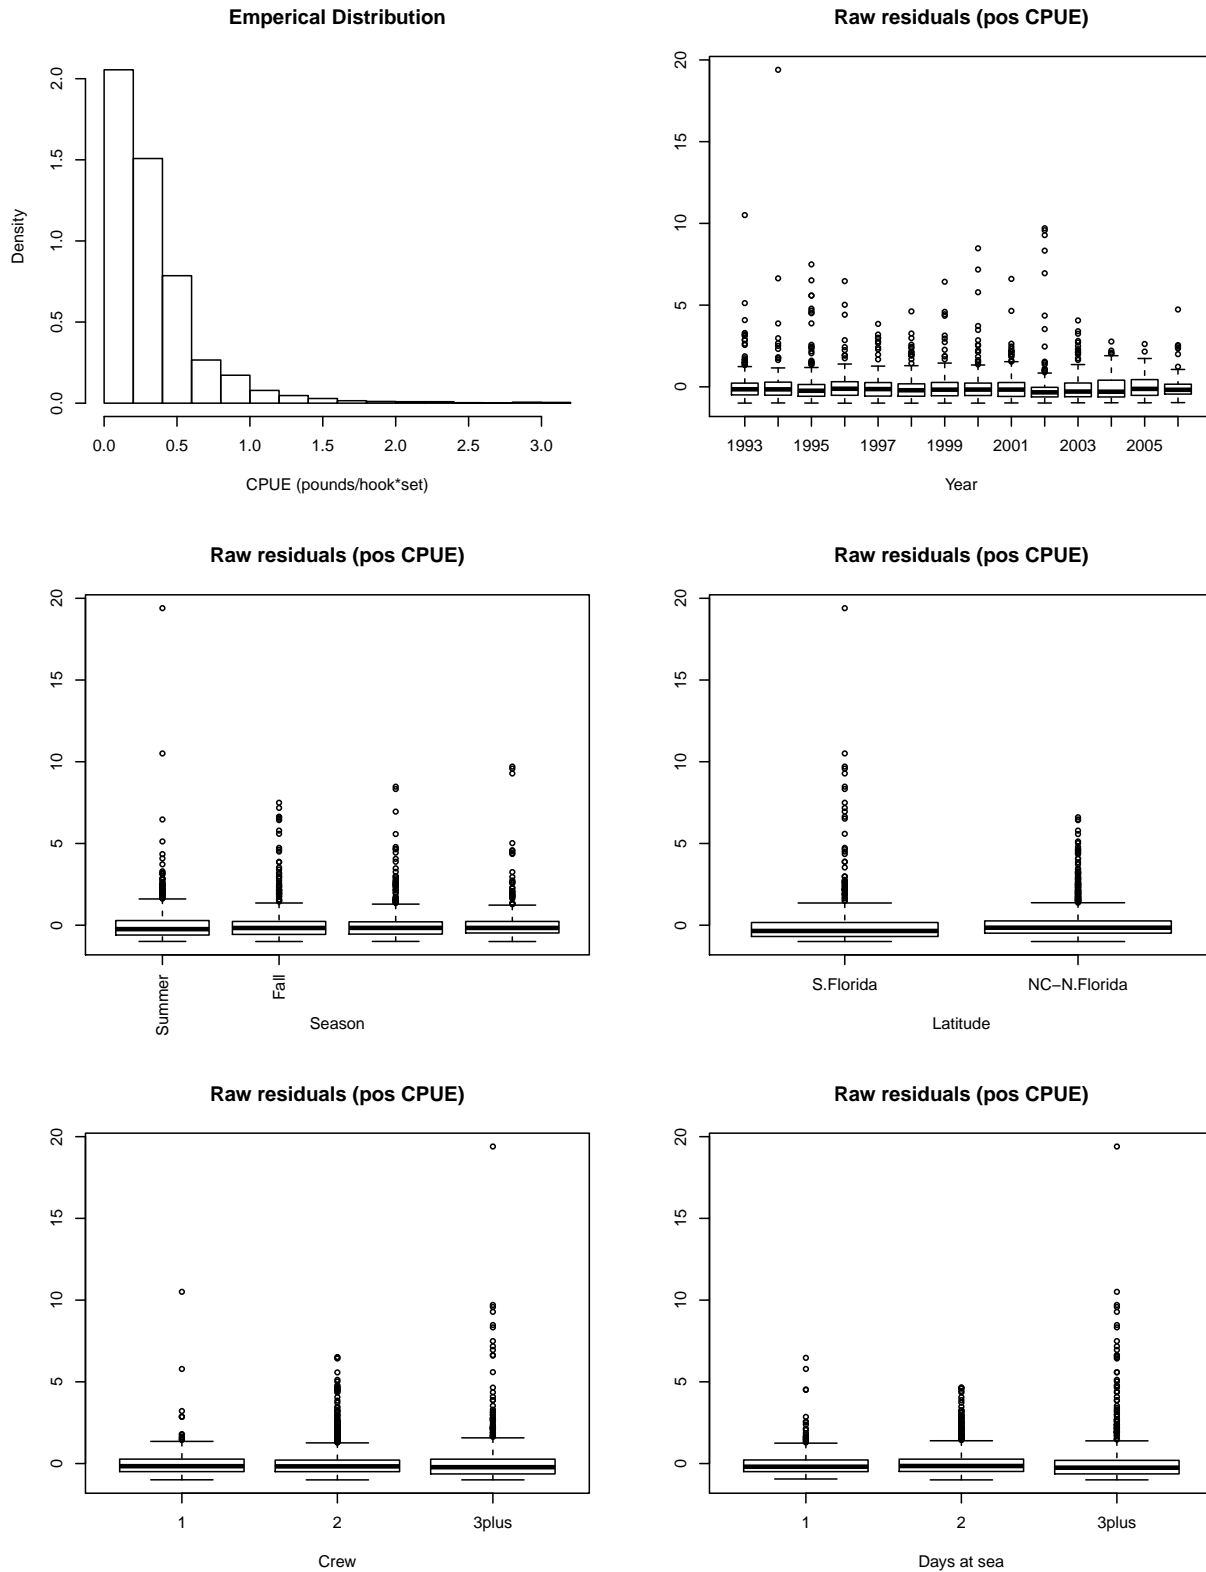 Emperical Distribution
Density
0.0 0.5 1.0 1.5 2.0
0.0 0.5 1.0 1.5 2.0 2.5 3.0
CPUE (pounds/hook*set)
Raw residuals (pos CPUE)
0 5 10 15 20
1993 1995 1997 1999 2001 2003 2005
Year
Raw residuals (pos CPUE)
0 5 10 15 20
Summer Fall
Season
Raw residuals (pos CPUE)
0 5 10 15 20
S.Florida NC−N.Florida
Latitude
Raw residuals (pos CPUE)
0 5 10 15 20
1 2 3plus
Crew
Raw residuals (pos CPUE)
0 5 10 15 20
1 2 3plus
Days at sea